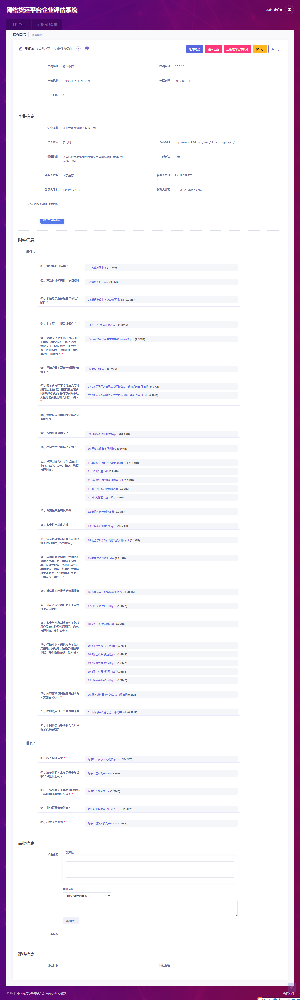 网络货运平台企业评估系统
欢迎，金妲颖
工作台
企业信息查询
待办申请
处理申请
申请表（当前环节：地方评估办初审）
初审通过
退回企业
重新选择初审机构
暂 存
关 闭
申请性质 初次申请
申请级别 AAAAA
审核机构 中物联平台分会评估办
申请时间 2020-06-24
批次 1
企业信息
企业名称 湖北我家物流服务有限公司
法人代表 黄昆明
企业网址 http://www.5j56.com/html/dianshangpingtai/
通讯地址 武昌区徐家棚街团结村福星惠誉国际城K-3地块2单
元26层3号
联系人 王添
联系人职务 人事主管
联系人电话 13419559470
联系人手机 13419559470
联系人邮箱 419586239@qq.com
已获得相关资质证书情况
查看指标表
附件信息
附件：
01、营业执照扫描件 *
01.营业执照.jpg (0.8MB)
02、道路运输经营许可证扫描件
*
02.道路许可证.jpg (0.8MB)
03、增值电信业务经营许可证扫
描件 *
03.增值电信业务经营许可证.jpg (0.9MB)
04、上年度审计报告扫描件 *
04.2019年度审计报告.pdf (4.8MB)
05、需求文档及系统运行截图
（需包含信息发布、线上交易、
金融支付、全程监控、信用评
价、咨询投诉、查询统计、满意
度评价8项功能） *
05.我家物流平台需求文档及运行截图.pdf (1.3MB)
06、运输合同（覆盖全部服务省
份） *
06.运输合同.pdf (0.7MB)
07、电子合同样本（托运人与网
络货运经营者签订的货物运输合
同和网络货运经营者与实际承运
人签订的委托运输合同各一份）
*
07.1实际承运人&网络货运经营者--委托运输合同.pdf (84.3KB)
07.2托运人&网络货运经营者--货物运输服务合同.pdf (0.2MB)
08、大数据应用案例及实施效果
评价文档
09、投诉处理机制文档
09、投诉处理机制文档.pdf (97.1KB)
10、信息安全等级保护证书 *
10.三级等保备案证明.jpg (0.5MB)
11、管理制度文件（包括培训、
业务、客户、安全、档案、数据
管理制度） *
11.4网络平台信息安全管理制度.pdf (0.1MB)
11.1培训制度.pdf (0.6MB)
11.6网络平台数据管理制度.pdf (0.1MB)
11.3客户服务管理制度.pdf (0.1MB)
11.5档案管理制度.pdf (0.1MB)
12、合规性审查制度文档
12.合规性审查制度.pdf (0.2MB)
13、安全检查制度文档
13.安全检查制度文档.pdf (99.2KB)
14、安全培训活动计划及证明材
料（活动照片、签到表等）
14.安全培训活动计划及证明材料.pdf (0.8MB)
15、数据来源及说明（包括运力
需求匹配率、客户满意或投诉
率、投诉处理率、系统可靠性、
单据接入正常率、运单与资金流
水单匹配率、车辆资质符合率、
车辆定位正常率） *
15.数据来源及说明.xlsx (10.8KB)
16、诚信体系建设实施效果报告
16.诚信体系建设实施效果报告.pdf (0.1MB)
17、研发人员学历证明（主管及
以上人员提供） *
17.研发人员学历证明.pdf (1.2MB)
18、安全与应急制度文件（包括
用户信息保护及使用规范、应急
管理制度、支付安全）
18.安全与应急制度.pdf (0.1MB)
19、保险单据（提供无车承运人
责任险、货运险、运输责任险等
单据，每个险种提供一份即可）
19.3保险单据-货运险.pdf (1.7MB)
19.5保险单据-货运险.pdf (1.6MB)
19.2保险单据-货运险.pdf (1.8MB)
19.4保险单据-货运险.pdf (1.9MB)
19.1保险单据-货运险.pdf (1.7MB)
20、所有材料真实性的自我声明
（需加盖公章） *
20.所有材料真实性的自我声明.pdf (0.1MB)
21、中物联平台分会会员申请表
21.中物联平台分会会员申请表.pdf (0.2MB)
22、中国物流与采购联合会开具
电子发票信息表
附表：
01、收入构成清单 *
附表1-平台收入构成清单.xlsx (10.2KB)
02、运单列表（上年度每个月份
取10%数据上传） *
附表2-运单列表.xlsx (2.8MB)
03、车辆列表（上年度10%活跃
车辆和10%非活跃车辆） *
附表3-车辆列表.xls (1.7MB)
04、业务覆盖省份列表 *
附表4-业务覆盖省份列表.xlsx (11.5KB)
05、研发人员列表 *
附表5-研发人员列表.xlsx (12.6KB)
审批信息
初审意见
内部意见：
审批意见：
可选择常用的意见
添加附件
再审意见
评估信息
评估计划
评估报告
2019 © 中国物流与采购联合会 评估办 & 网络部
联系我们